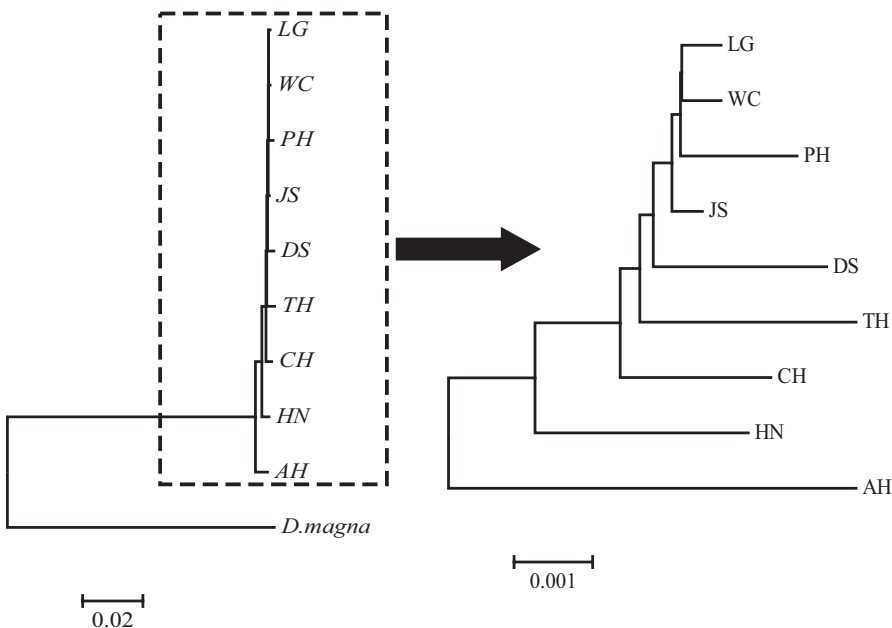 LG
WC
PH
JS
DS
TH
CH
HN
AH
D.magna
0.02
LG
WC
PH
JS
DS
TH
CH
HN
AH
0.001